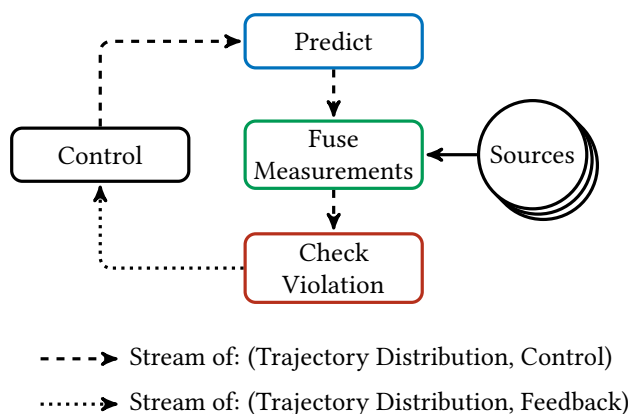 Predict
Control
Fuse
Measurements
Sources
Check
Violation
Stream of: (Trajectory Distribution, Control)
Stream of: (Trajectory Distribution, Feedback)